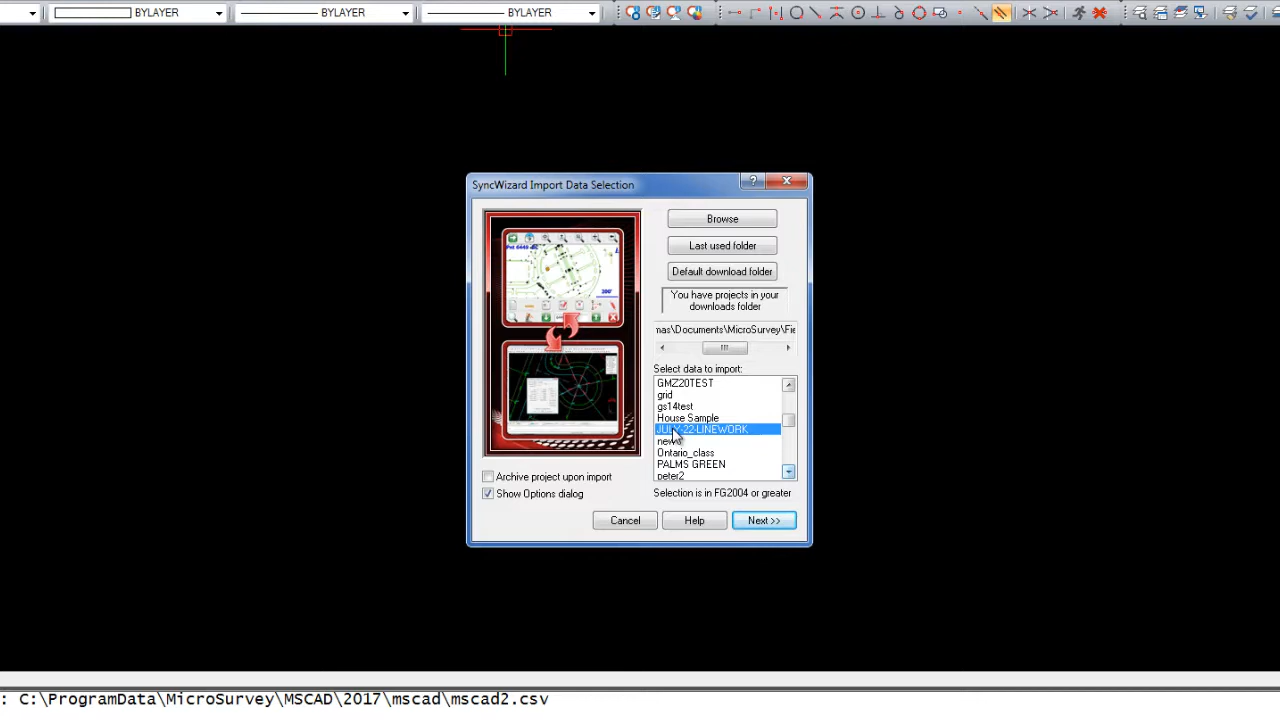 BYLAYER BYLAYER BYLAYER
SyncWizard Import Data Selection
Browse
Last used folder
Default download folder
You have projects in your
downloads folder
mas\Documents\MicroSurvey\Fie
Select data to import:
GMZ20TEST
grid
gs14test
House Sample
JULY-22-LINEWORK
Ontario_class
PALMS GREEN
peter2
Archive project upon import
Show Options dialog
Selection is in FG2004 or greater
Cancel Help Next >>
: C:\ProgramData\MicroSurvey\MSCAD\2017\mscad\mscad2.csv